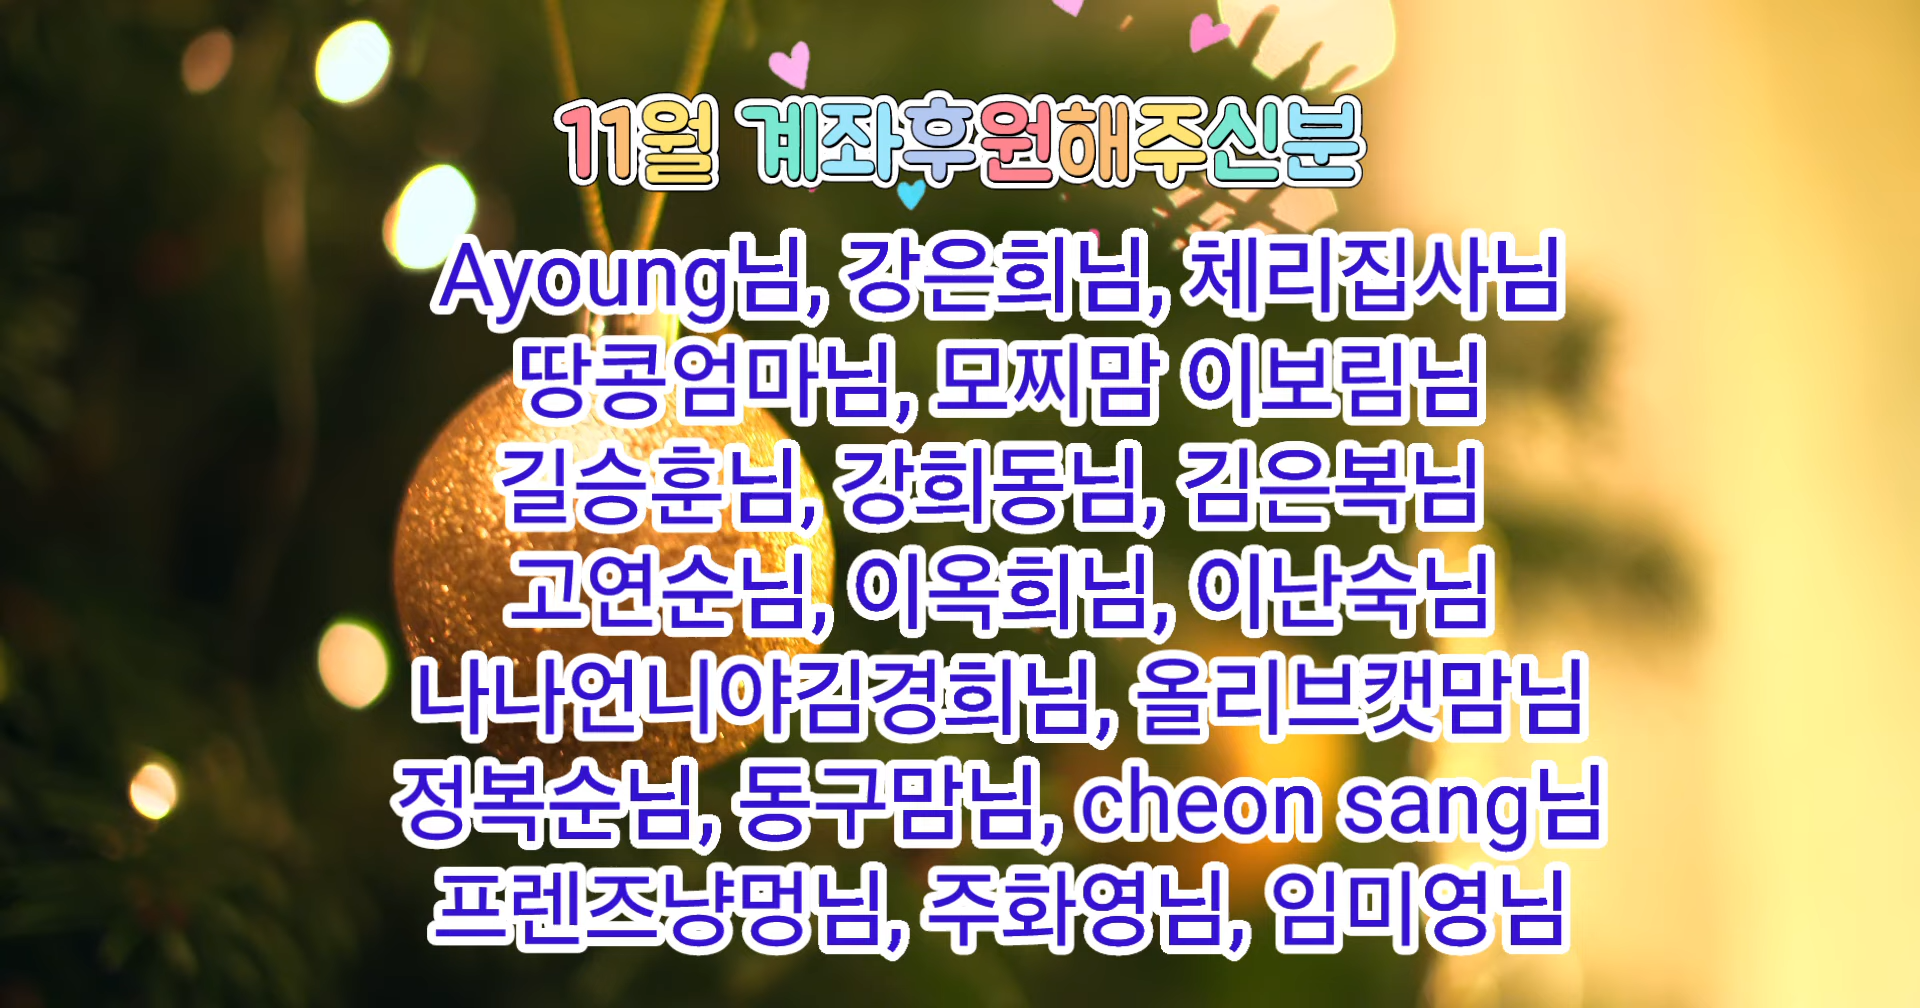 11월 계좌후원해주신분
Ayoung님, 강은희님, 체리집사님
땅콩엄마님, 모찌맘 이보림님
길승훈님, 강희동님, 김은복님
고연순님, 이옥희님, 이난숙님
나나언니야김경희님, 올리브캣맘님
정복순님, 동구맘님, cheon sang님
프렌즈냥멍님, 주화영님, 임미영님